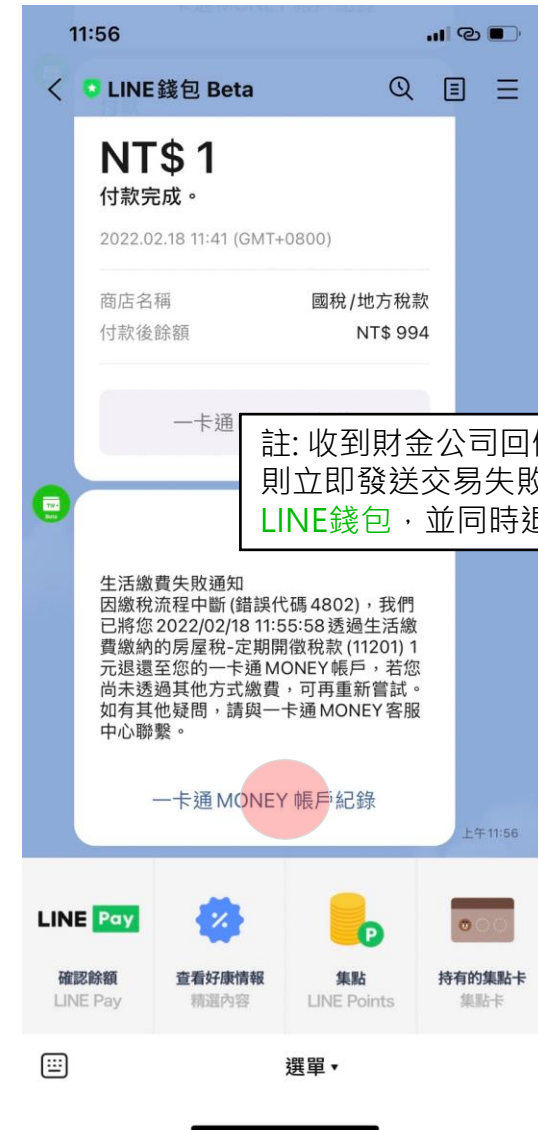 11:56
LINE錢包 Beta
NT$ 1
付款完成。
2022.02.18 11:41 (GMT+0800)
商店名稱 國稅/地方稅款
付款後餘額 NT$ 994
一卡通
註: 收到財金公司回
則立即發送交易失敗
LINE錢包，並同時
生活繳費失敗通知
因繳稅流程中斷 (錯誤代碼 4802)，我們
已將您 2022/02/18 11:55:58 透過生活繳
費繳納的房屋稅-定期開徵稅款 (11201) 1
元退還至您的一卡通 MONEY 帳戶，若您
尚未透過其他方式繳費，可再重新嘗試。
如有其他疑問，請與一卡通 MONEY 客服
中心聯繫。
一卡通 MONEY 帳戶紀錄
上午 11:56
LINE Pay
P
確認餘額 查看好康情報 集點 持有的集點卡
LINE Pay 精選內容 LINE Points 集點卡
選單 ▾